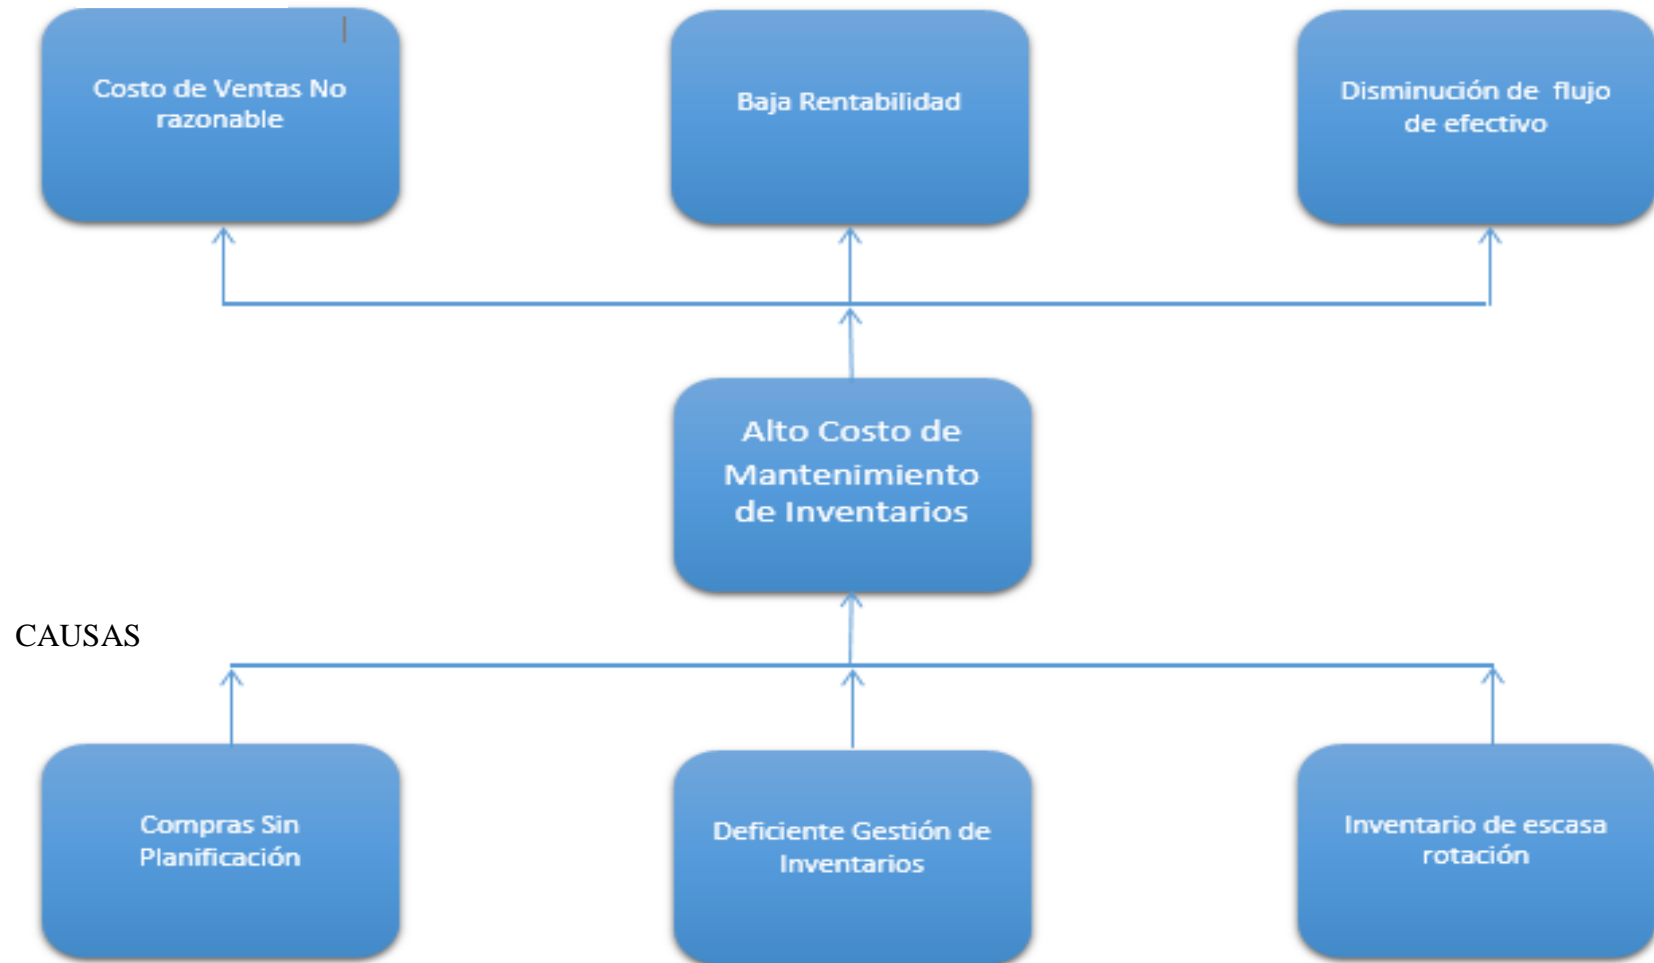 Costo de Ventas No
razonable
Baja Rentabilidad
Disminución de flujo
de efectivo
Alto Costo de
Mantenimiento
de Inventarios
CAUSAS
Compras Sin
Planificación
Deficiente Gestión de
Inventarios
Inventario de escasa
rotación